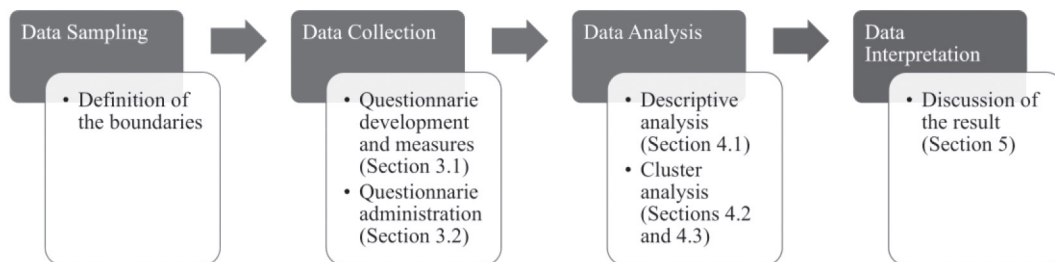 Data Sampling
• Definition of
the boundaries
Data Collection
• Questionnarie
development
and measures
(Section 3.1)
• Questionnarie
administration
(Section 3.2)
Data Analysis
• Descriptive
analysis
(Section 4.1)
• Cluster
analysis
(Sections 4.2
and 4.3)
Data
Interpretation
• Discussion of
the result
(Section 5)